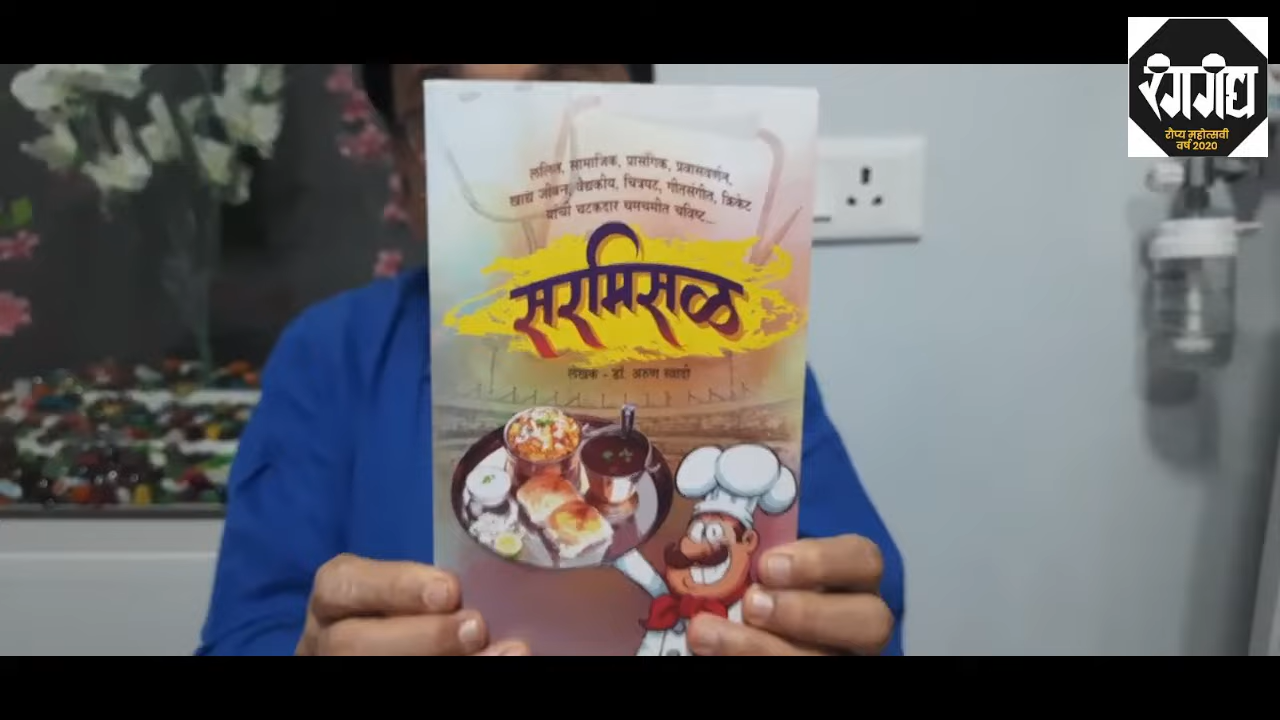 ललित, सामाजिक, प्रासंगिक, प्रवासवर्णन,
खाद्य जीवन, वैद्यकीय, चित्रपट, गीतसंगीत, क्रिकेट
यांची चटकदार चमचमीत चविष्ट...
सरमिसळ
लेखक - डॉ. अरुण स्वादी
रंगगंध
रौप्य महोत्सवी
वर्ष 2020